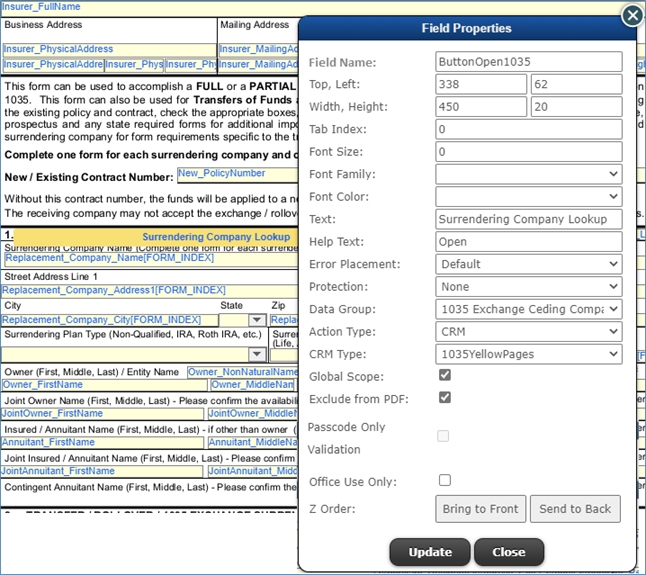 Insurer_FullName
Business Address
Mailing Address
Insurer_PhysicalAddress
Insurer_MailingAd
Insurer_PhysicalAddress Insurer_Phys Insurer_Phy Insurer_MailingAd
This form can be used to accomplish a FULL or a PARTIAL
1035. This form can also be used for Transfers of Funds a
the existing policy and contract, check the appropriate boxes,
prospectus and any state required forms for additional impo
surrendering company for form requirements specific to the tr
Complete one form for each surrendering company and c
New / Existing Contract Number: New_PolicyNumber
Without this contract number, the funds will be applied to a ne
The receiving company may not accept the exchange / rollov
1. Surrendering Company Lookup
Surrendering Company Name (Complete one form for each surrende
Replacement_Company_Name[FORM_INDEX]
Street Address Line 1
Replacement_Company_Address1[FORM_INDEX]
City State Zip
Replacement_Company_City[FORM_INDEX] Repla
Surrendering Plan Type (Non-Qualified, IRA, Roth IRA, etc.) Surre
(Life,
Owner (First, Middle, Last) / Entity Name Owner_NonNaturalName
Owner_FirstName Owner_MiddleNan
Joint Owner Name (First, Middle, Last) - Please confirm the availabili
JointOwner_FirstName JointOwner_Middl
Insured / Annuitant Name (First, Middle, Last) - if other than owner (
Annuitant_FirstName Annuitant_MiddleNa
Joint Insured / Annuitant Name (First, Middle, Last) - Please confirm
JointAnnuitant_FirstName JointAnnuitant_Midd
Contingent Annuitant Name (First, Middle, Last) - Please confirm the
Field Properties
Field Name: ButtonOpen1035
Top, Left: 338 62
Width, Height: 450 20
Tab Index: 0
Font Size: 0
Font Family:
Font Color:
Text: Surrendering Company Lookup
Help Text: Open
Error Placement: Default
Protection: None
Data Group: 1035 Exchange Ceding Compa
Action Type: CRM
CRM Type: 1035YellowPages
Global Scope:
Exclude from PDF:
Passcode Only
Validation
Office Use Only:
Z Order: Bring to Front Send to Back
Update Close